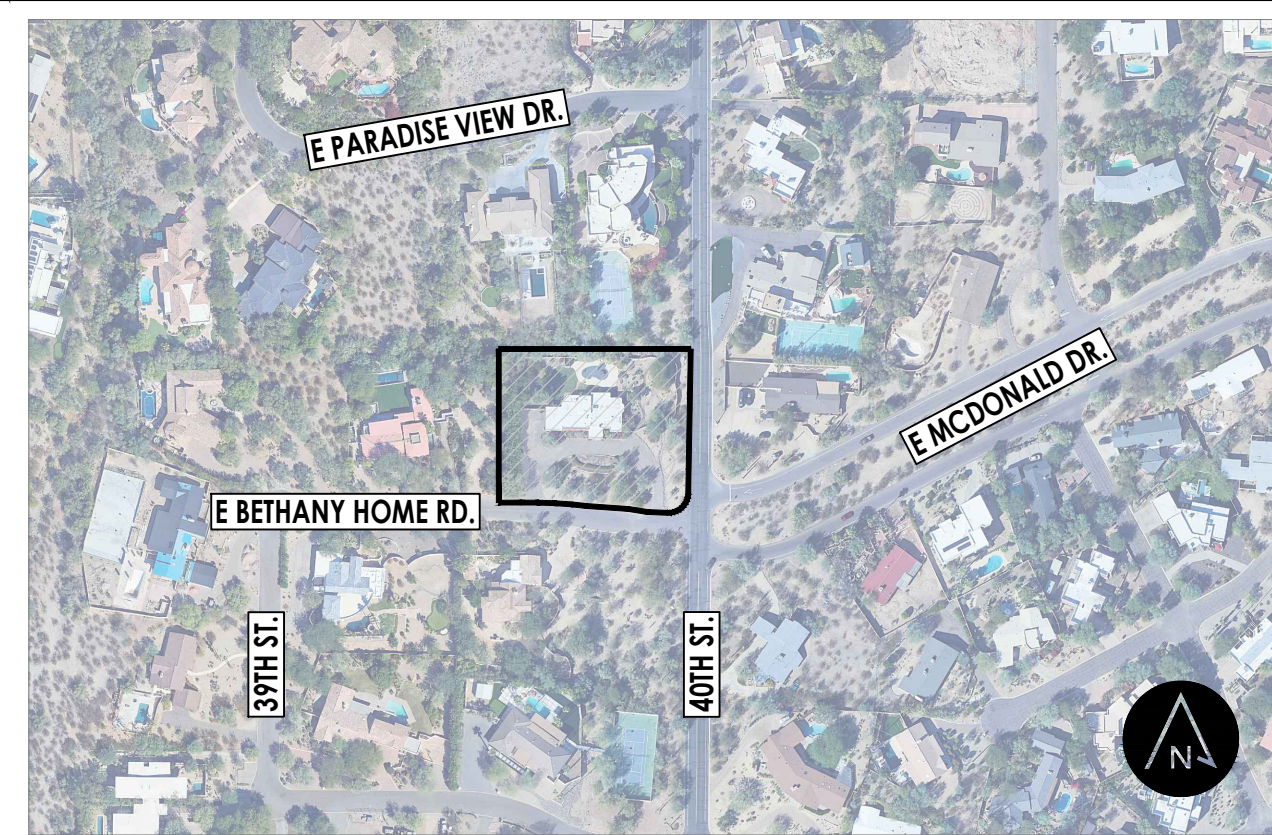 E PARADISE VIEW DR.
E MCDONALD DR.
E BETHANY HOME RD.
39TH ST.
40TH ST.
N